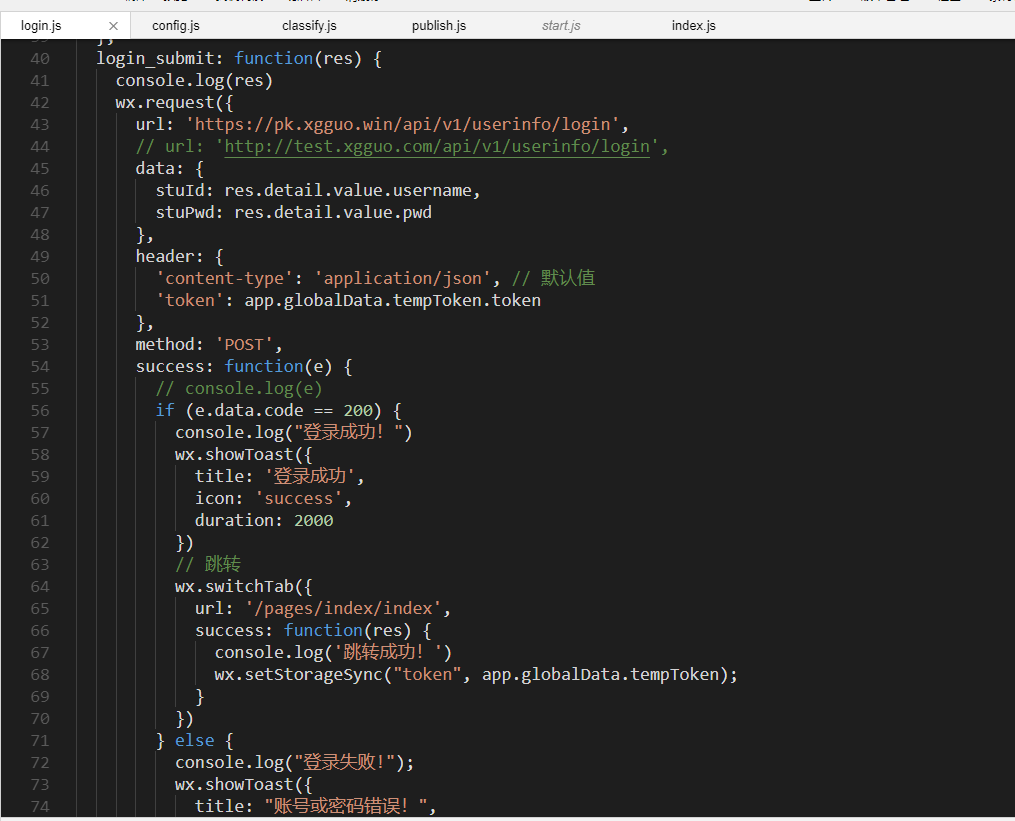 login.js × config.js classify.js publish.js start.js index.js
40 login_submit: function(res) {
41 console.log(res)
42 wx.request({
43 url: 'https://pk.xgguo.win/api/v1/userinfo/login',
44 // url: 'http://test.xgguo.com/api/v1/userinfo/login',
45 data: {
46 stuId: res.detail.value.username,
47 stuPwd: res.detail.value.pwd
48 },
49 header: {
50 'content-type': 'application/json', // 默认值
51 'token': app.globalData.tempToken.token
52 },
53 method: 'POST',
54 success: function(e) {
55 // console.log(e)
56 if (e.data.code == 200) {
57 console.log("登录成功！")
58 wx.showToast({
59 title: '登录成功',
60 icon: 'success',
61 duration: 2000
62 })
63 // 跳转
64 wx.switchTab({
65 url: '/pages/index/index',
66 success: function(res) {
67 console.log('跳转成功！')
68 wx.setStorageSync("token", app.globalData.tempToken);
69 }
70 })
71 } else {
72 console.log("登录失败!");
73 wx.showToast({
74 title: "账号或密码错误！",